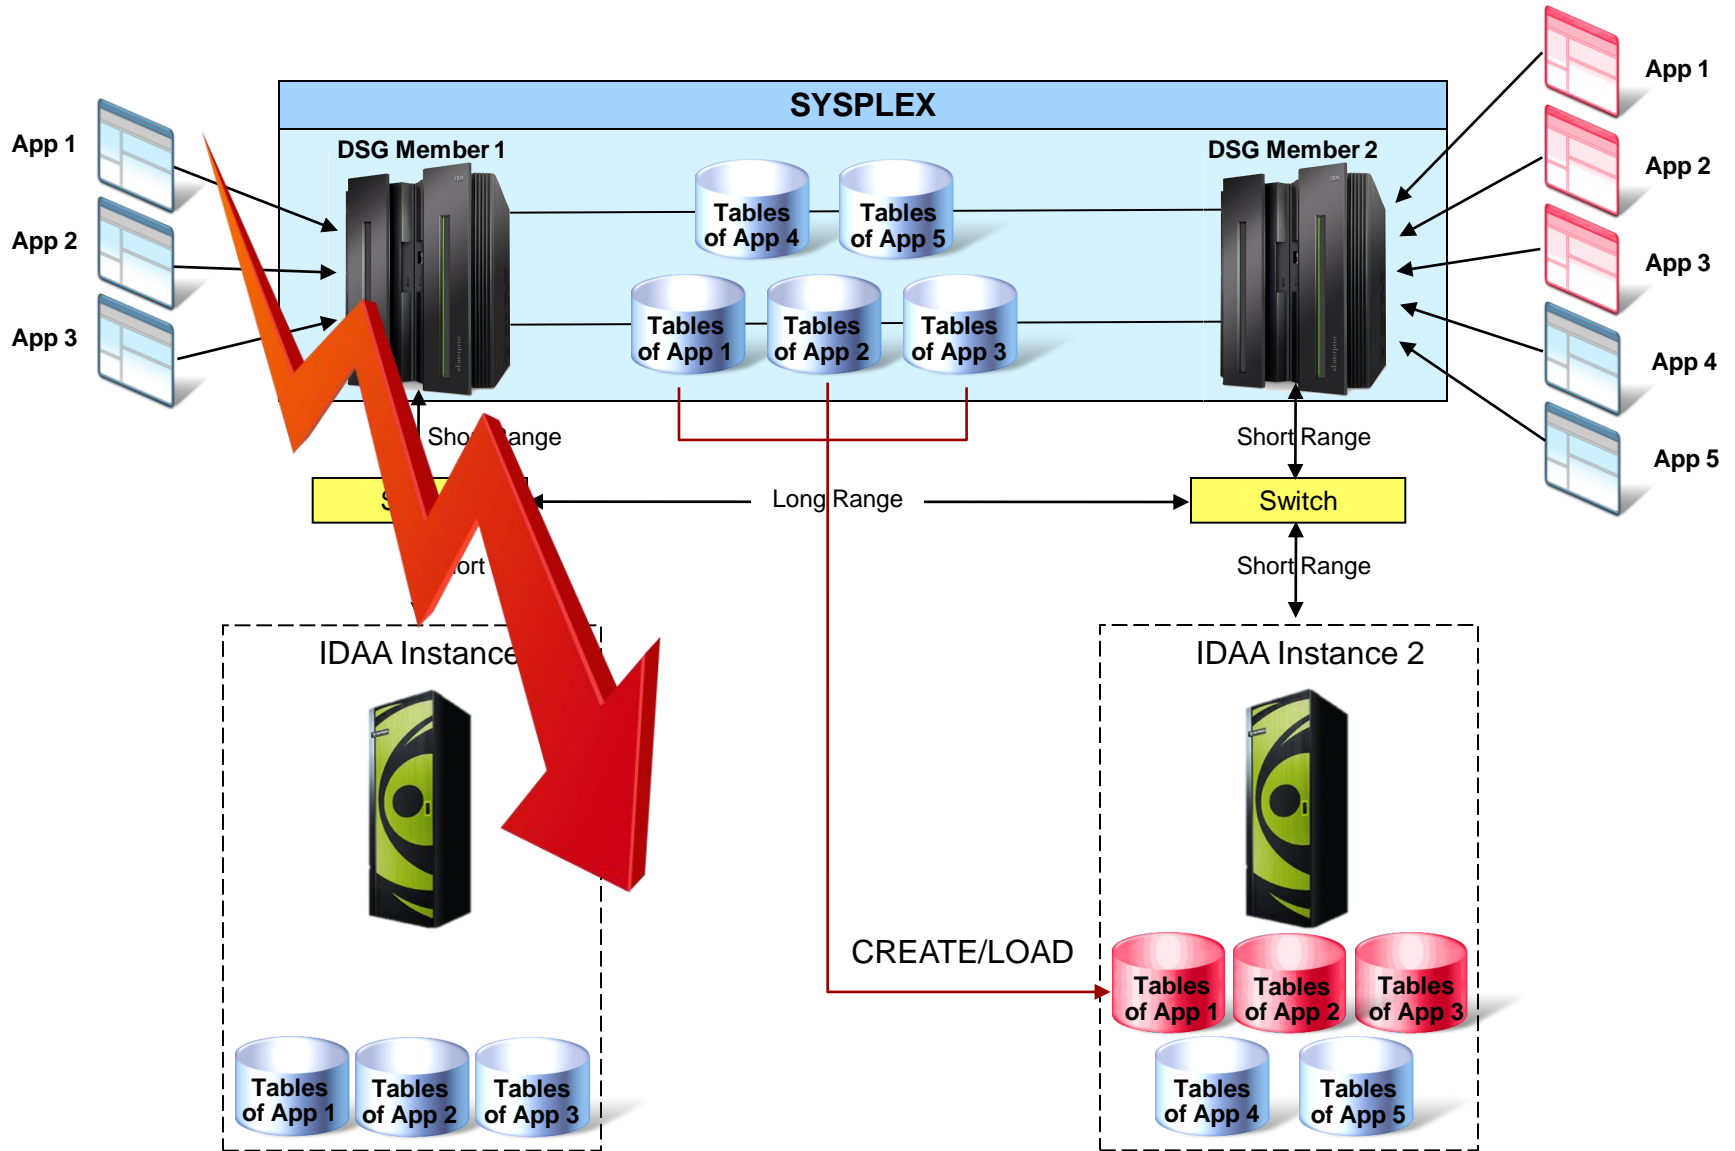 SYSPLEX
App 1
App 2
App 3
DSG Member 1
DSG Member 2
Tables
of App 4
Tables
of App 5
Tables
of App 1
Tables
of App 2
Tables
of App 3
App 1
App 2
App 3
App 4
App 5
Short Range
Short Range
Long Range
Switch
Short Range
IDAA Instance
IDAA Instance 2
CREATE/LOAD
Tables
of App 1
Tables
of App 2
Tables
of App 3
Tables
of App 1
Tables
of App 2
Tables
of App 3
Tables
of App 4
Tables
of App 5